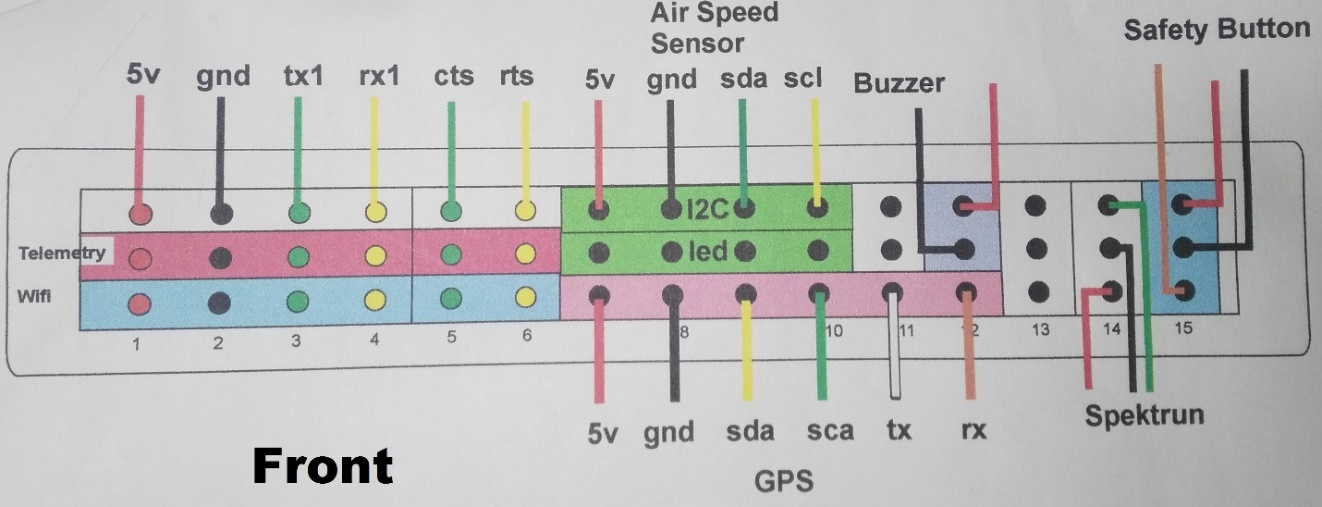 Air Speed
Sensor
Safety Button
5v gnd tx1 rx1 cts rts 5v gnd sda scl Buzzer
I2C
Telemetry
led
Wifi
1 2 3 4 5 6 8 10 11 12 13 14 15
5v gnd sda sca tx rx
Spektrun
Front
GPS